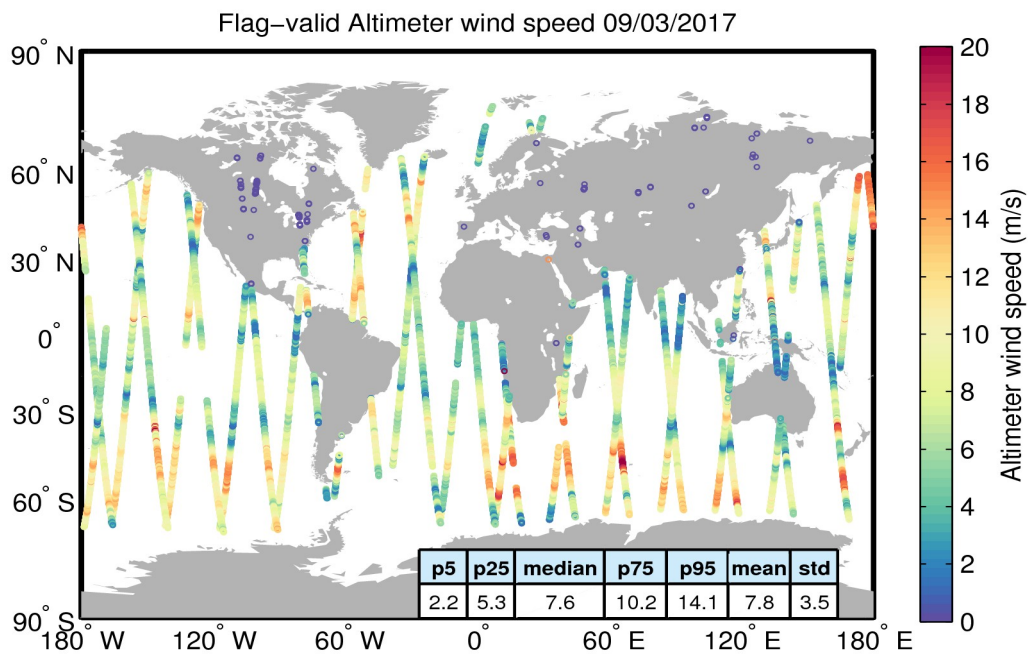 Flag−valid Altimeter wind speed 09/03/2017
90° N
60° N
30° N
0°
30° S
60° S
90° S
180° W
120° W
60° W
0°
60° E
120° E
180° E
p5 p25 median p75 p95 mean std
2.2 5.3 7.6 10.2 14.1 7.8 3.5
20
18
16
14
12
10
8
6
4
2
0
Altimeter wind speed (m/s)